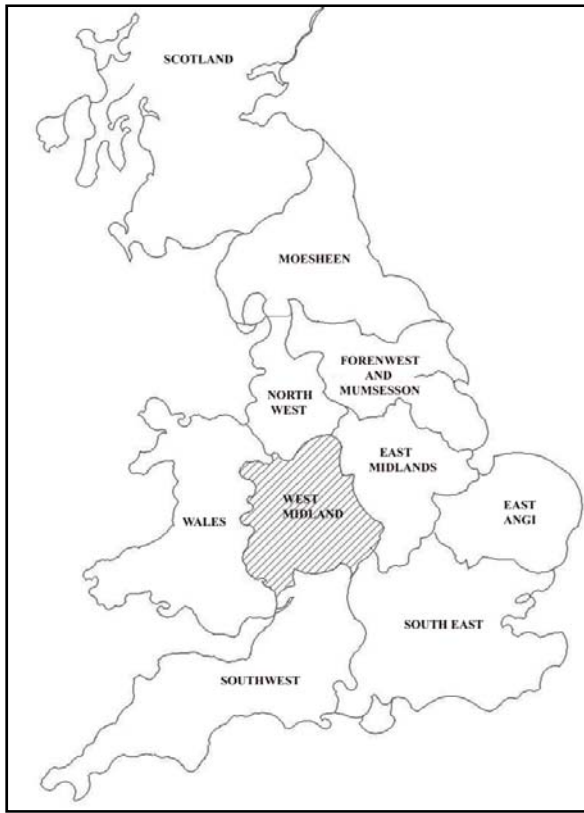 SCOTLAND
MOESHEEN
FORENWEST
AND
MUMSESSON
NORTH
WEST
EAST
MIDLANDS
WEST
MIDLAND
EAST
ANGI
WALES
SOUTH EAST
SOUTHWEST